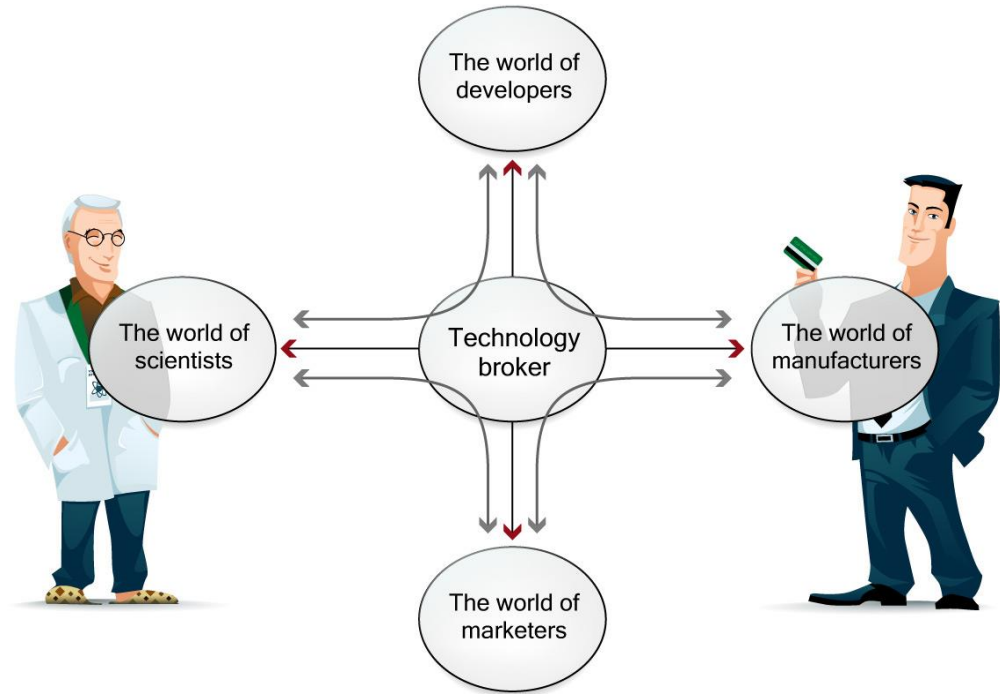 The world of
developers
The world of
scientists
Technology
broker
The world of
manufacturers
The world of
marketers